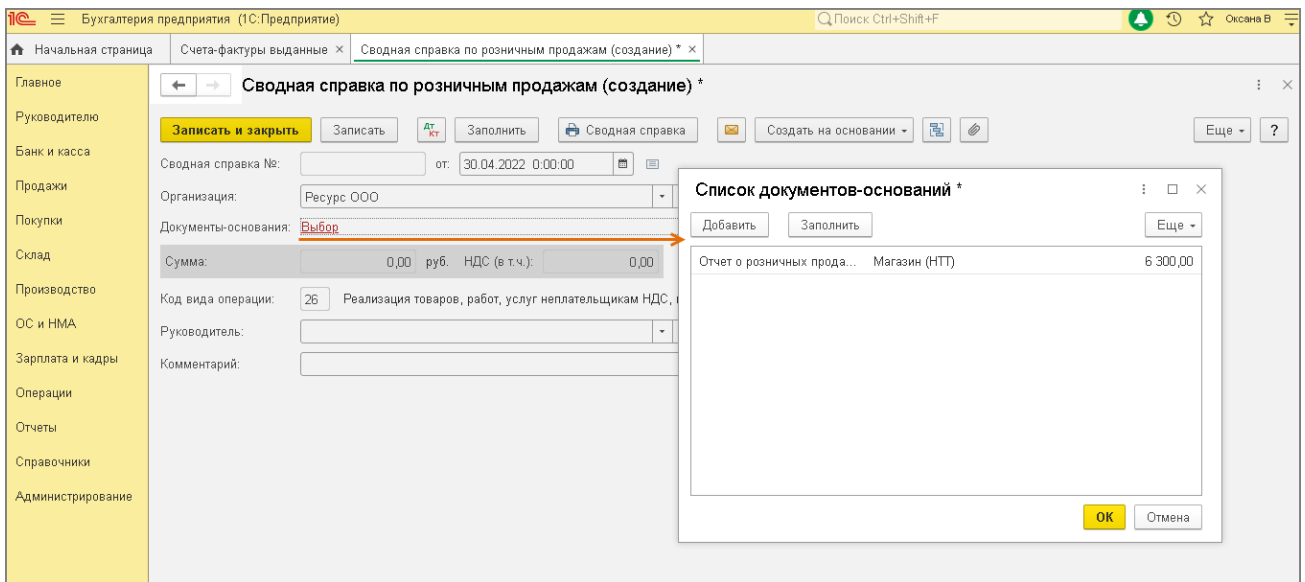 1С Бухгалтерия предприятия (1С:Предприятие) Поиск Ctrl+Shift+F Оксана В
Начальная страница Счета-фактуры выданные × Сводная справка по розничным продажам (создание) * ×
Главное
Руководителю
Банк и касса
Продажи
Покупки
Склад
Производство
ОС и НМА
Зарплата и кадры
Операции
Отчеты
Справочники
Администрирование
Сводная справка по розничным продажам (создание) *
Записать и закрыть Записать Дт Кт Заполнить Сводная справка Создать на основании Еще ?
Сводная справка №: от: 30.04.2022 0:00:00
Организация: Ресурс ООО
Документы-основания: Выбор
Сумма: 0,00 руб. НДС (в т.ч.): 0,00
Код вида операции: 26 Реализация товаров, работ, услуг неплательщикам НДС,
Руководитель:
Комментарий:
Список документов-оснований *
Добавить Заполнить Еще
Отчет о розничных прода... Магазин (НТТ) 6 300,00
ОК Отмена